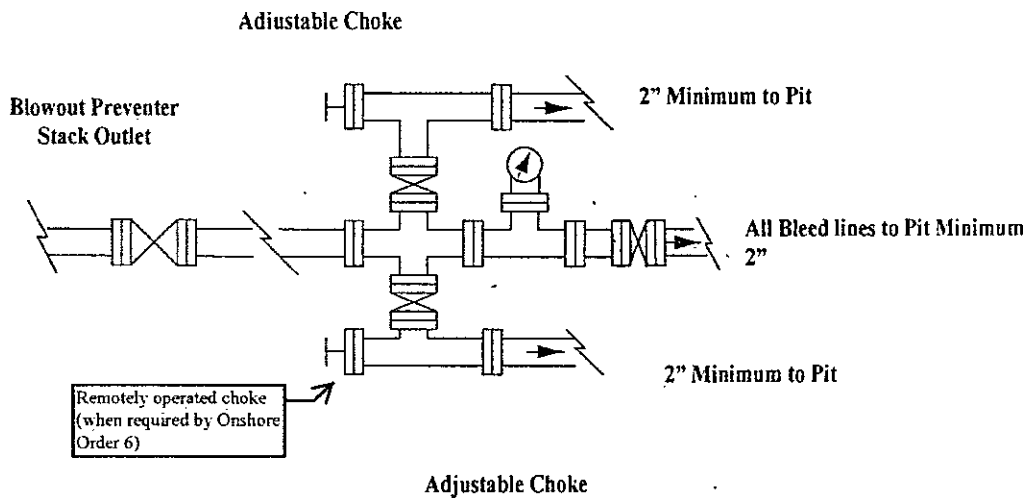 Adjustable Choke
Blowout Preventer
Stack Outlet
2" Minimum to Pit
All Bleed lines to Pit Minimum
2"
2" Minimum to Pit
Remotely operated choke
(when required by Onshore
Order 6)
Adjustable Choke